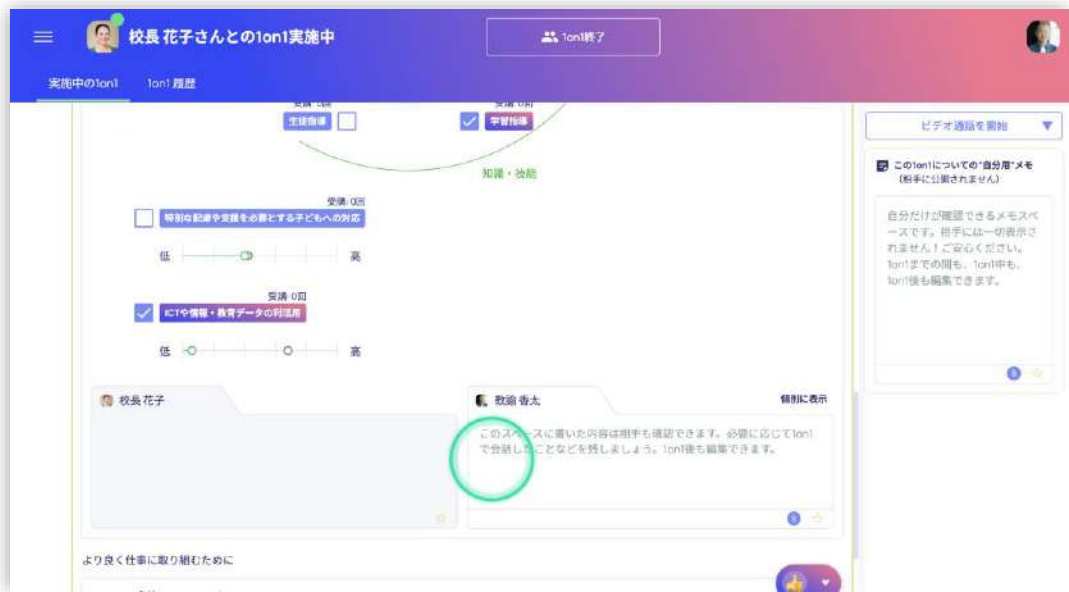 校長 花子さんとの1on1実施中
1on1終了
実施中の1on1
1on1 履歴
受講:0回
受講:0回
生徒指導
学習指導
知識・技能
受講:0回
特別な配慮や支援を必要とする子どもへの対応
低
高
受講:0回
ICTや情報・教育データの利活用
低
高
校長 花子
教諭 香太
個別に表示
このスペースに書いた内容は相手も確認できます。必要に応じて1on1
で会話したことなどを残しましょう。1on1後も編集できます。
より良く仕事に取り組むために
ビデオ通話を開始
この1on1についての"自分用"メモ
(相手に公開されません)
自分だけが確認できるメモスペ
ースです。相手には一切表示さ
れません！ご安心ください。
1on1までの間も、1on1中も、
1on1後も編集できます。